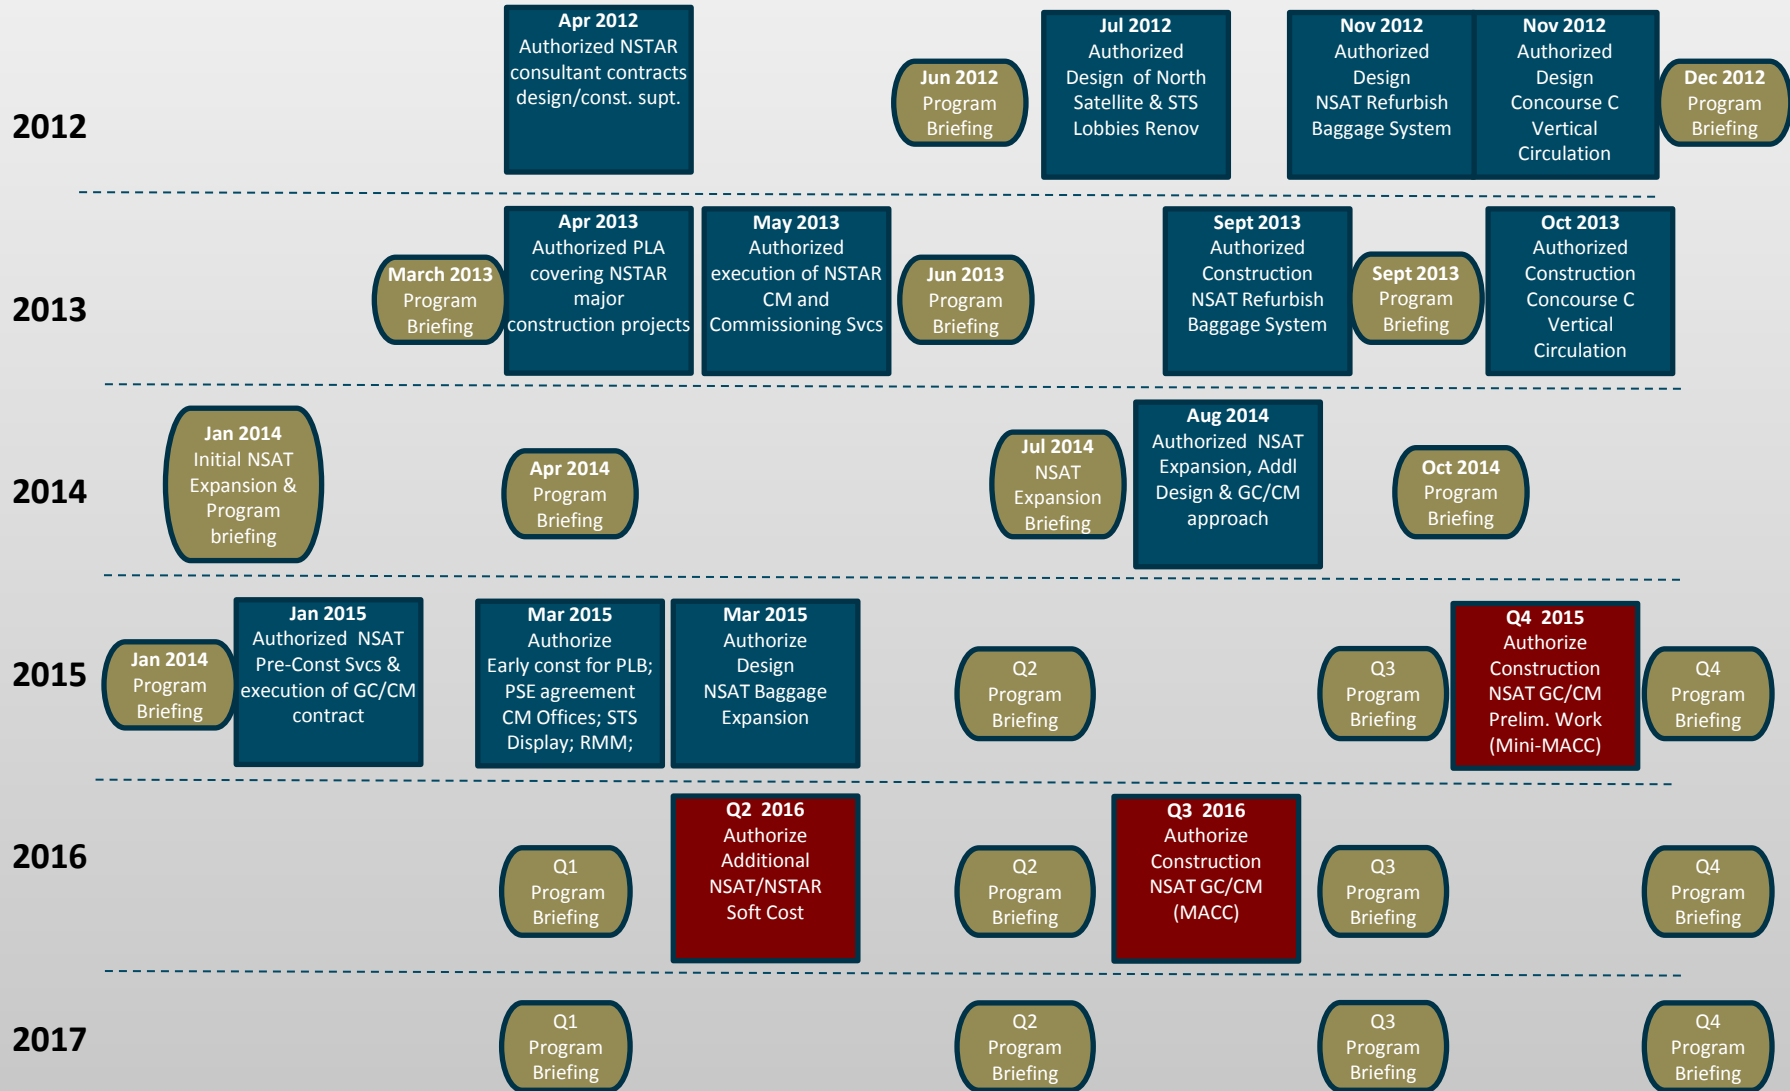 2012
Apr 2012
Authorized NSTAR
consultant contracts
design/const. supt.
Jun 2012
Program
Briefing
Jul 2012
Authorized
Design of North
Satellite & STS
Lobbies Renov
Nov 2012
Authorized
Design
NSAT Refurbish
Baggage System
Nov 2012
Authorized
Design
Concourse C
Vertical
Circulation
Dec 2012
Program
Briefing
2013
March 2013
Program
Briefing
Apr 2013
Authorized PLA
covering NSTAR
major
construction projects
May 2013
Authorized
execution of NSTAR
CM and
Commissioning Svcs
Jun 2013
Program
Briefing
Sept 2013
Authorized
Construction
NSAT Refurbish
Baggage System
Sept 2013
Program
Briefing
Oct 2013
Authorized
Construction
Concourse C
Vertical
Circulation
2014
Jan 2014
Initial NSAT
Expansion &
Program
briefing
Apr 2014
Program
Briefing
Jul 2014
NSAT
Expansion
Briefing
Aug 2014
Authorized NSAT
Expansion, Addl
Design & GC/CM
approach
Oct 2014
Program
Briefing
2015
Jan 2014
Program
Briefing
Jan 2015
Authorized NSAT
Pre-Const Svcs &
execution of GC/CM
contract
Mar 2015
Authorize
Early const for PLB;
PSE agreement
CM Offices; STS
Display; RMM;
Mar 2015
Authorize
Design
NSAT Baggage
Expansion
Q2
Program
Briefing
Q3
Program
Briefing
Q4 2015
Authorize
Construction
NSAT GC/CM
Prelim. Work
(Mini-MACC)
Q4
Program
Briefing
2016
Q1
Program
Briefing
Q2 2016
Authorize
Additional
NSAT/NSTAR
Soft Cost
Q2
Program
Briefing
Q3 2016
Authorize
Construction
NSAT GC/CM
(MACC)
Q3
Program
Briefing
Q4
Program
Briefing
2017
Q1
Program
Briefing
Q2
Program
Briefing
Q3
Program
Briefing
Q4
Program
Briefing